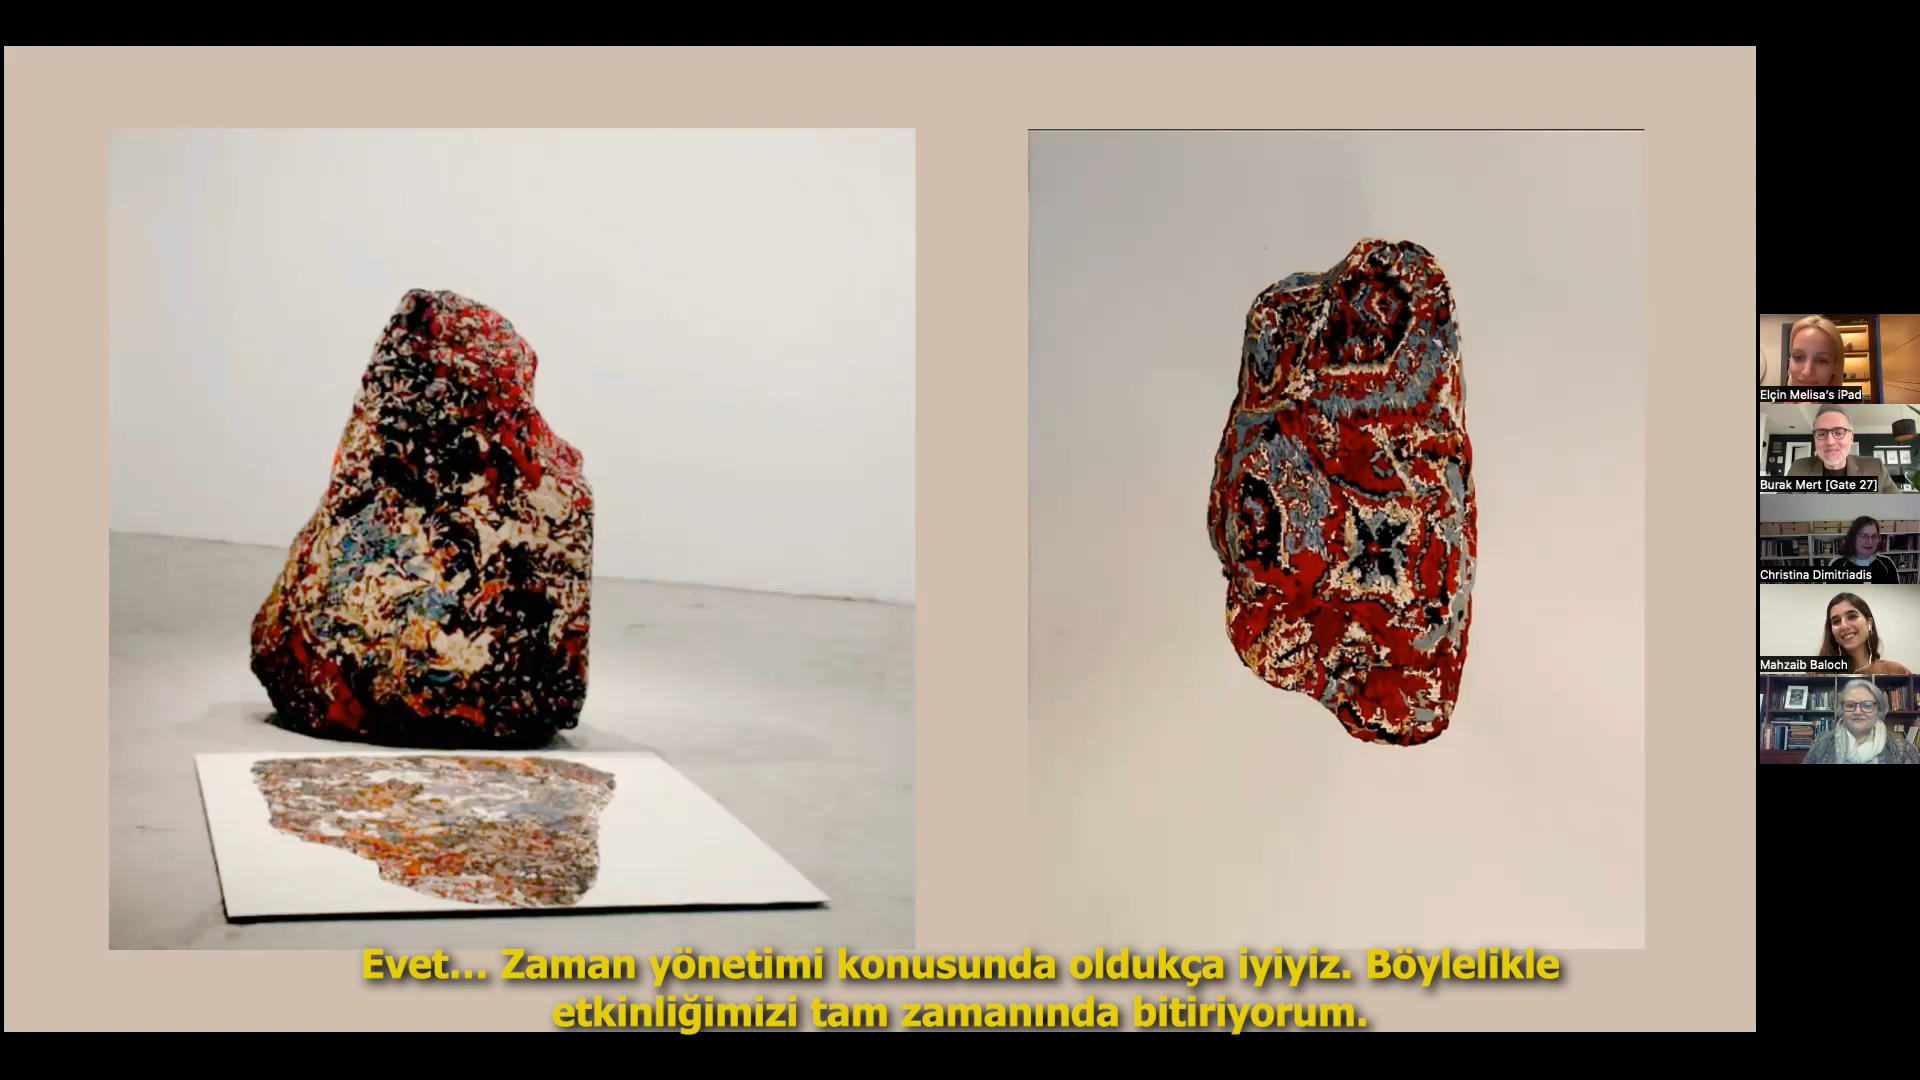 Elçin Melisa's iPad
Burak Mert [Gate 27]
Christina Dimitriadis
Mahzaib Baloch
Evet... Zaman yönetimi konusunda oldukça iyiyiz. Böylelikle
etkinliğimizi tam zamanında bitiriyorum.